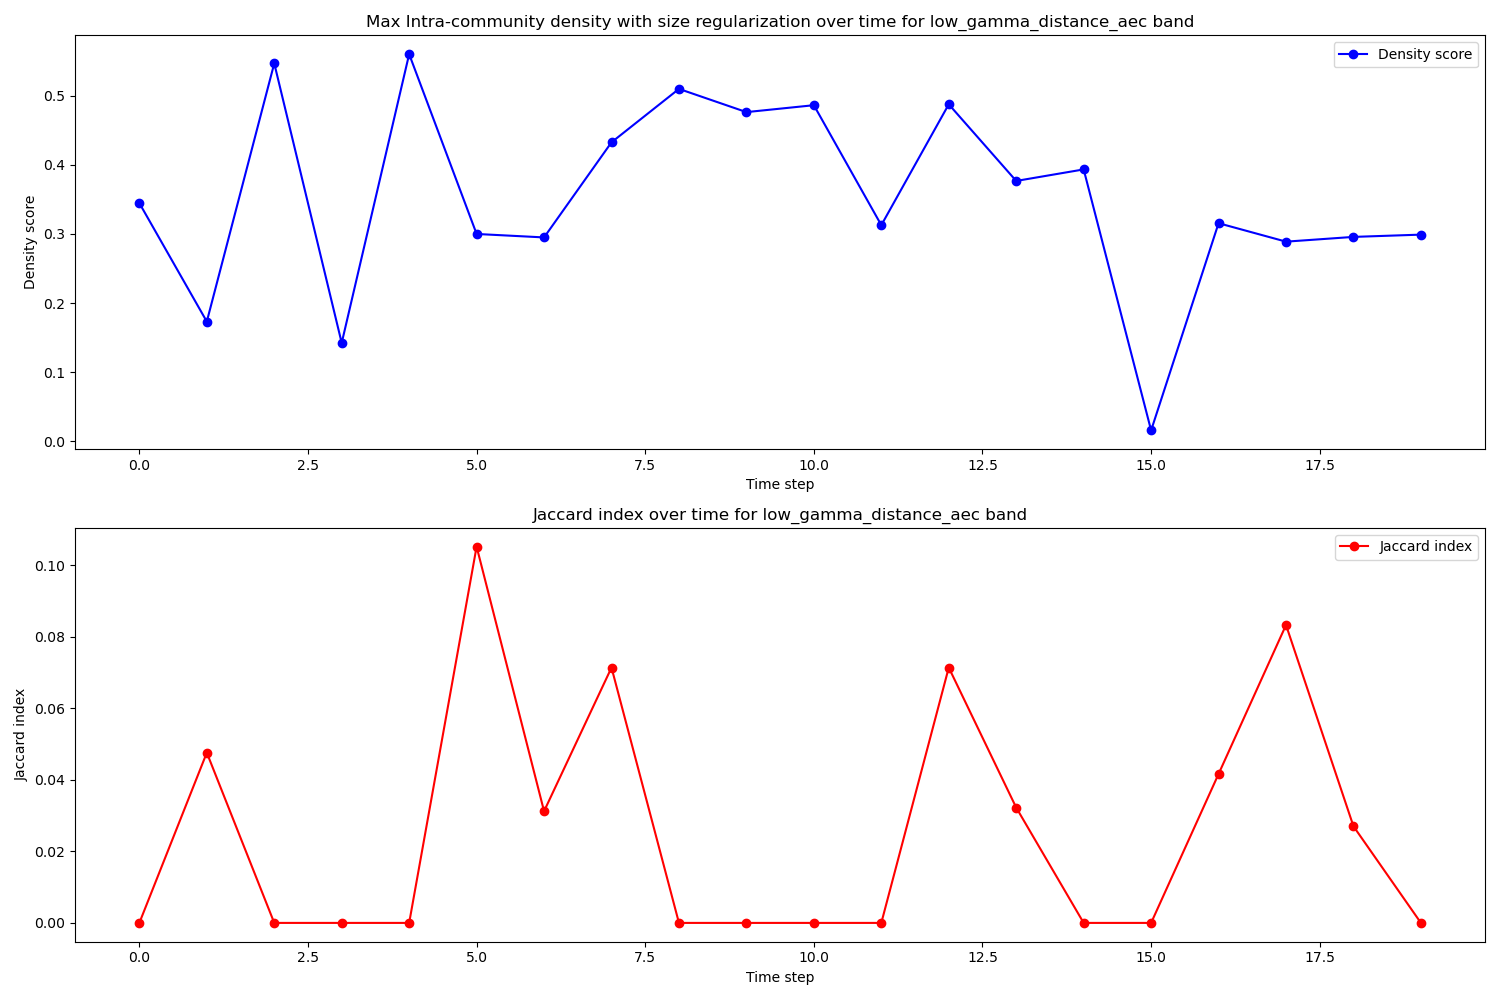 Max Intra-community density with size regularization over time for low_gamma_distance_aec band
Density score
Density score
0.5
0.4
0.3
0.2
0.1
0.0
0.0 2.5 5.0 7.5 10.0 12.5 15.0 17.5
Time step
Jaccard index over time for low_gamma_distance_aec band
Jaccard index
Jaccard index
0.10
0.08
0.06
0.04
0.02
0.00
0.0 2.5 5.0 7.5 10.0 12.5 15.0 17.5
Time step